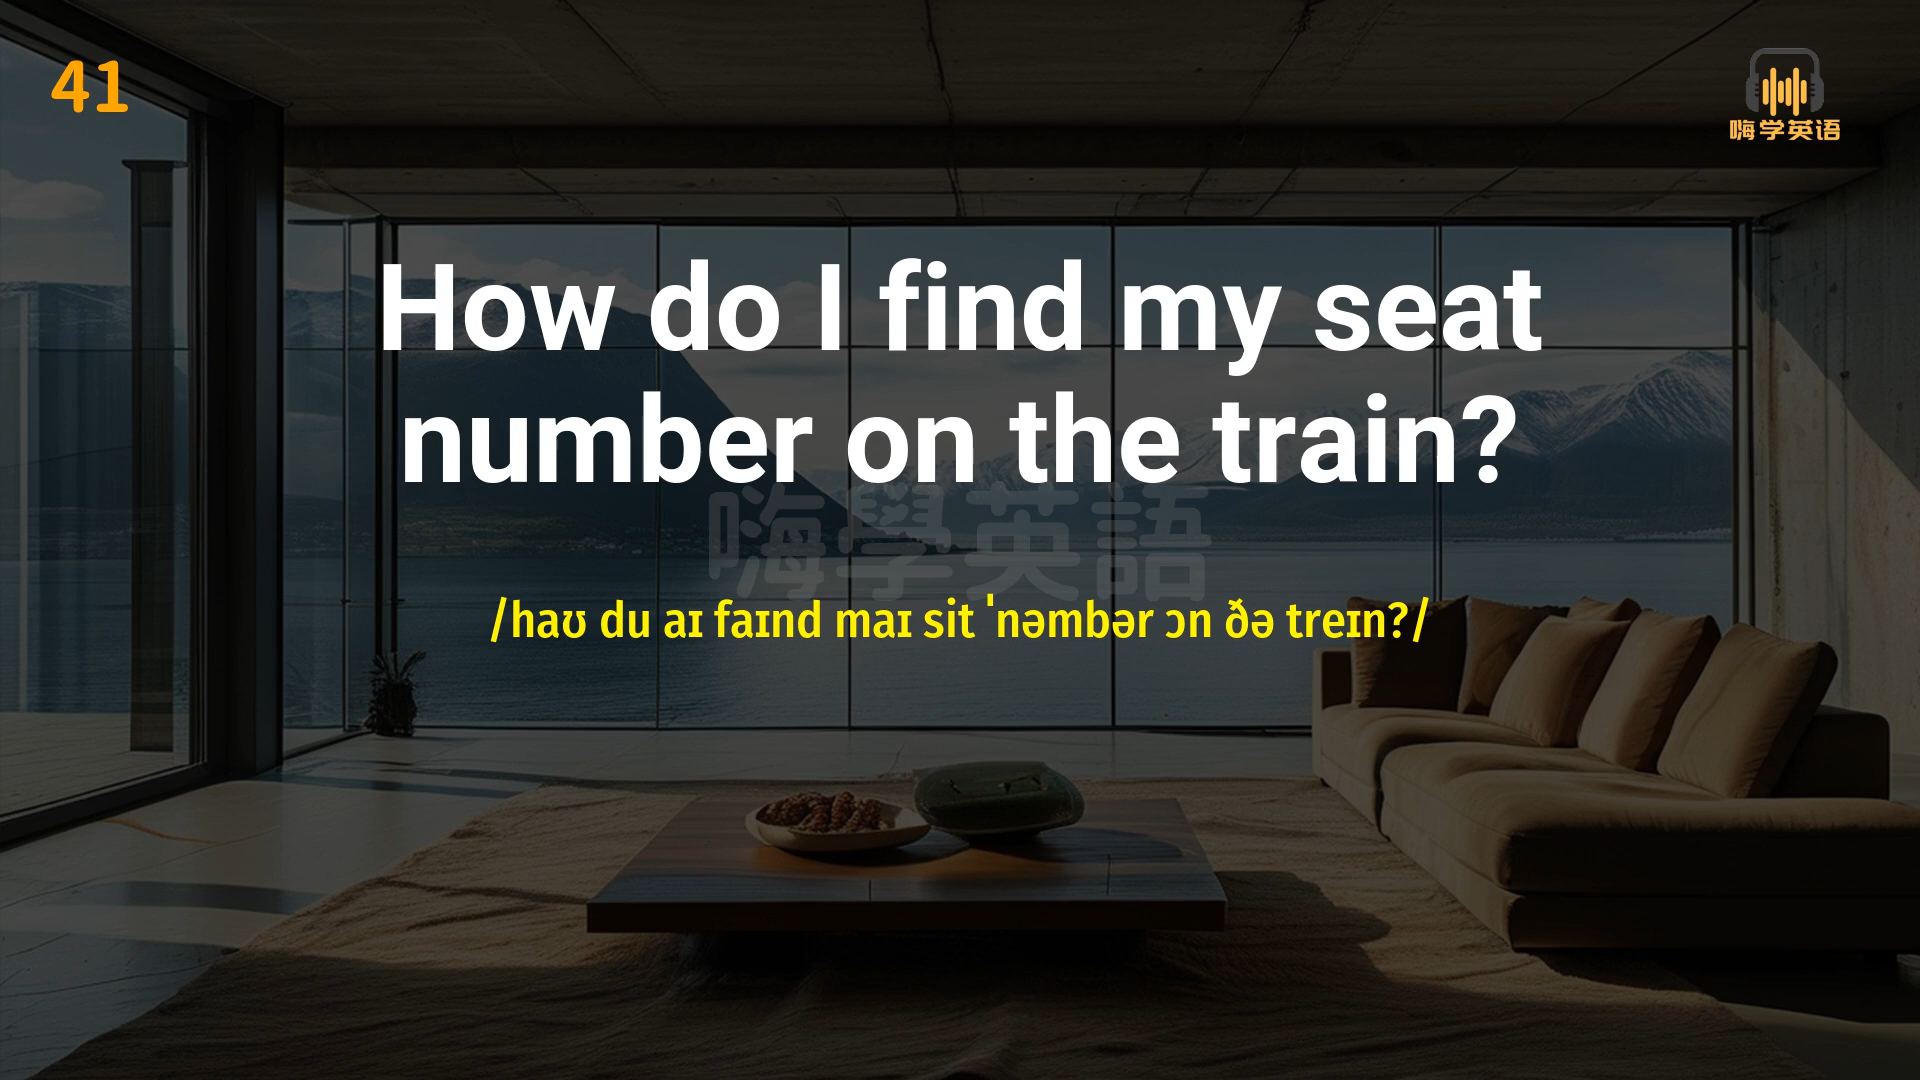 41
嗨学英语
How do I find my seat
number on the train?
嗨學英語
/haʊ du aɪ faɪnd maɪ sit ˈnəmbər ɔn ðə treɪn?/